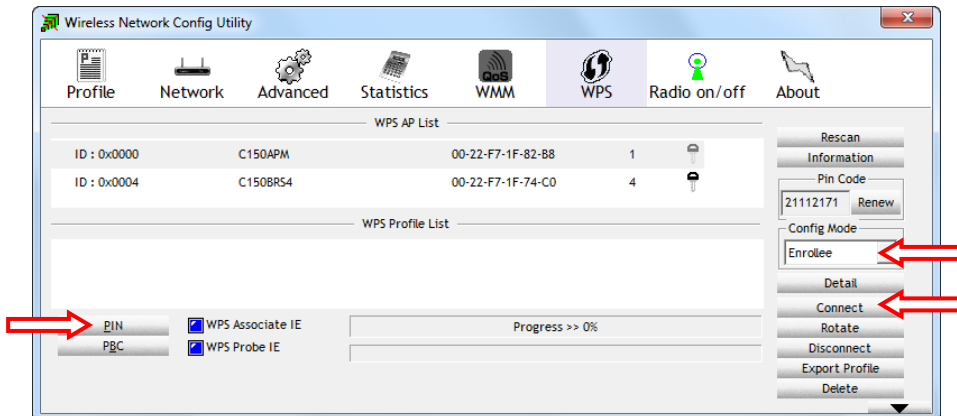 Wireless Network Config Utility
Profile Network Advanced Statistics QoS WMM WPS Radio on/off About
WPS AP List
ID : 0x0000 C150APM 00-22-F7-1F-82-B8 1
ID : 0x0004 C150BRS4 00-22-F7-1F-74-C0 4
WPS Profile List
Rescan
Information
Pin Code
21112171 Renew
Config Mode
Enrollee
Detail
Connect
Rotate
Disconnect
Export Profile
Delete
PIN WPS Associate IE Progress >> 0%
PBC WPS Probe IE